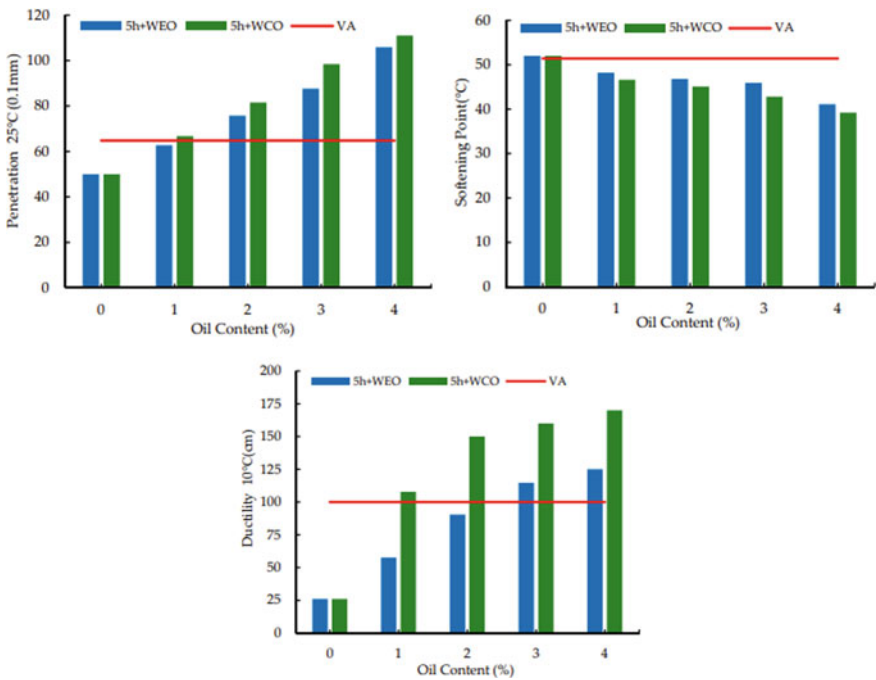 5h+WEO 5h+WCO VA
Penetration 25°C (0.1mm)
120
100
80
60
40
20
0
0 1 2 3 4
Oil Content (%)
5h+WEO 5h+WCO VA
Softening Point(°C)
60
50
40
30
20
10
0
0 1 2 3 4
Oil Content (%)
5h+WEO 5h+WCO VA
Ductility 10°C(cm)
200
175
150
125
100
75
50
25
0
0 1 2 3 4
Oil Content (%)